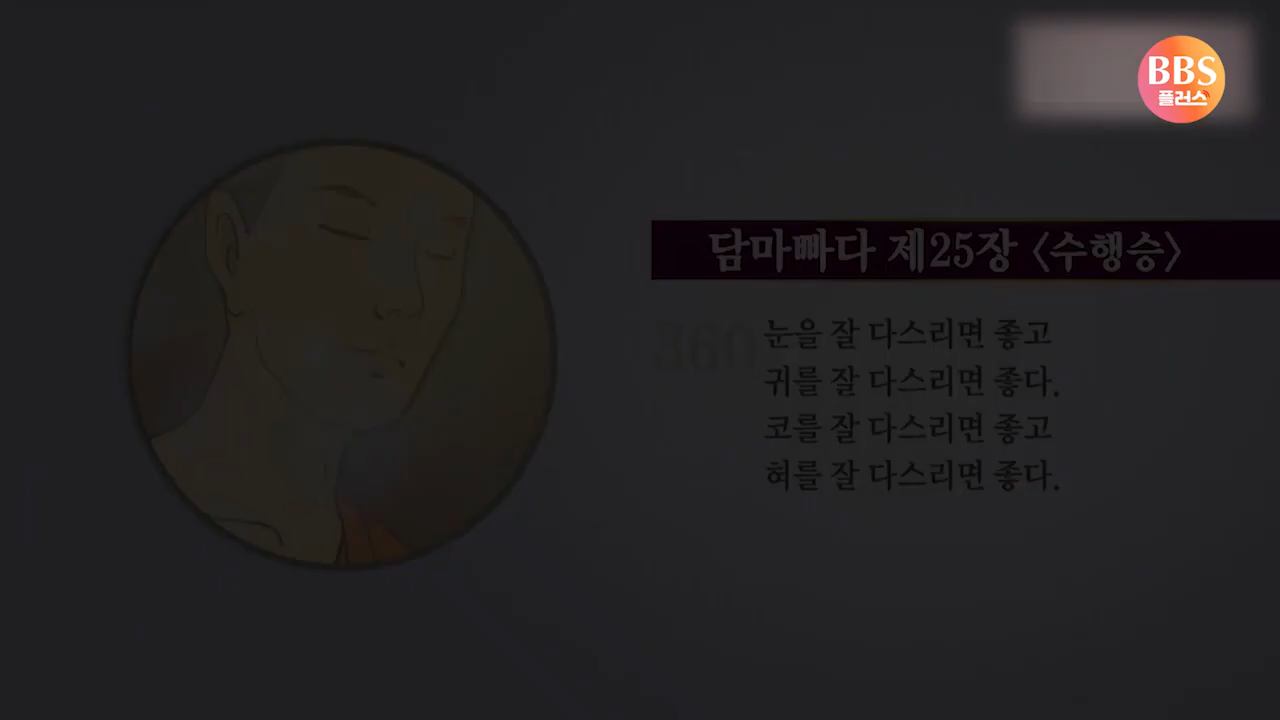 BBS
플러스
담마빠다 제25장 〈수행승〉
360 눈을 잘 다스리면 좋고
귀를 잘 다스리면 좋다.
코를 잘 다스리면 좋고
혀를 잘 다스리면 좋다.